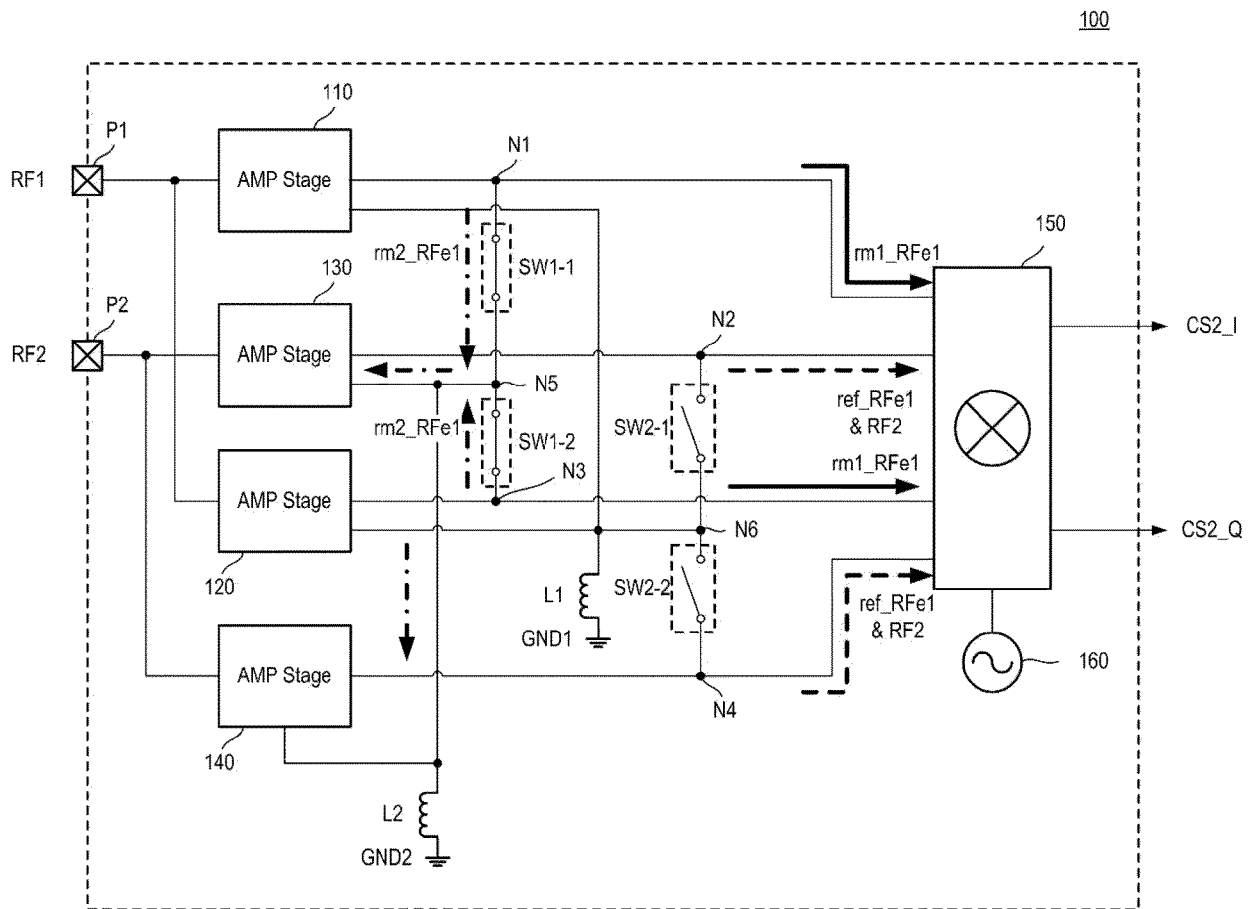 100
110
P1
N1
RF1
AMP Stage
150
rm2_RFe1
SW1-1
rm1_RFe1
130
P2
N2
CS2_I
RF2
AMP Stage
N5
ref_RFe1
& RF2
rm2_RFe1
SW1-2
SW2-1
rm1_RFe1
N3
AMP Stage
N6
CS2_Q
120
L1
SW2-2
ref_RFe1
& RF2
GND1
160
AMP Stage
N4
140
L2
GND2